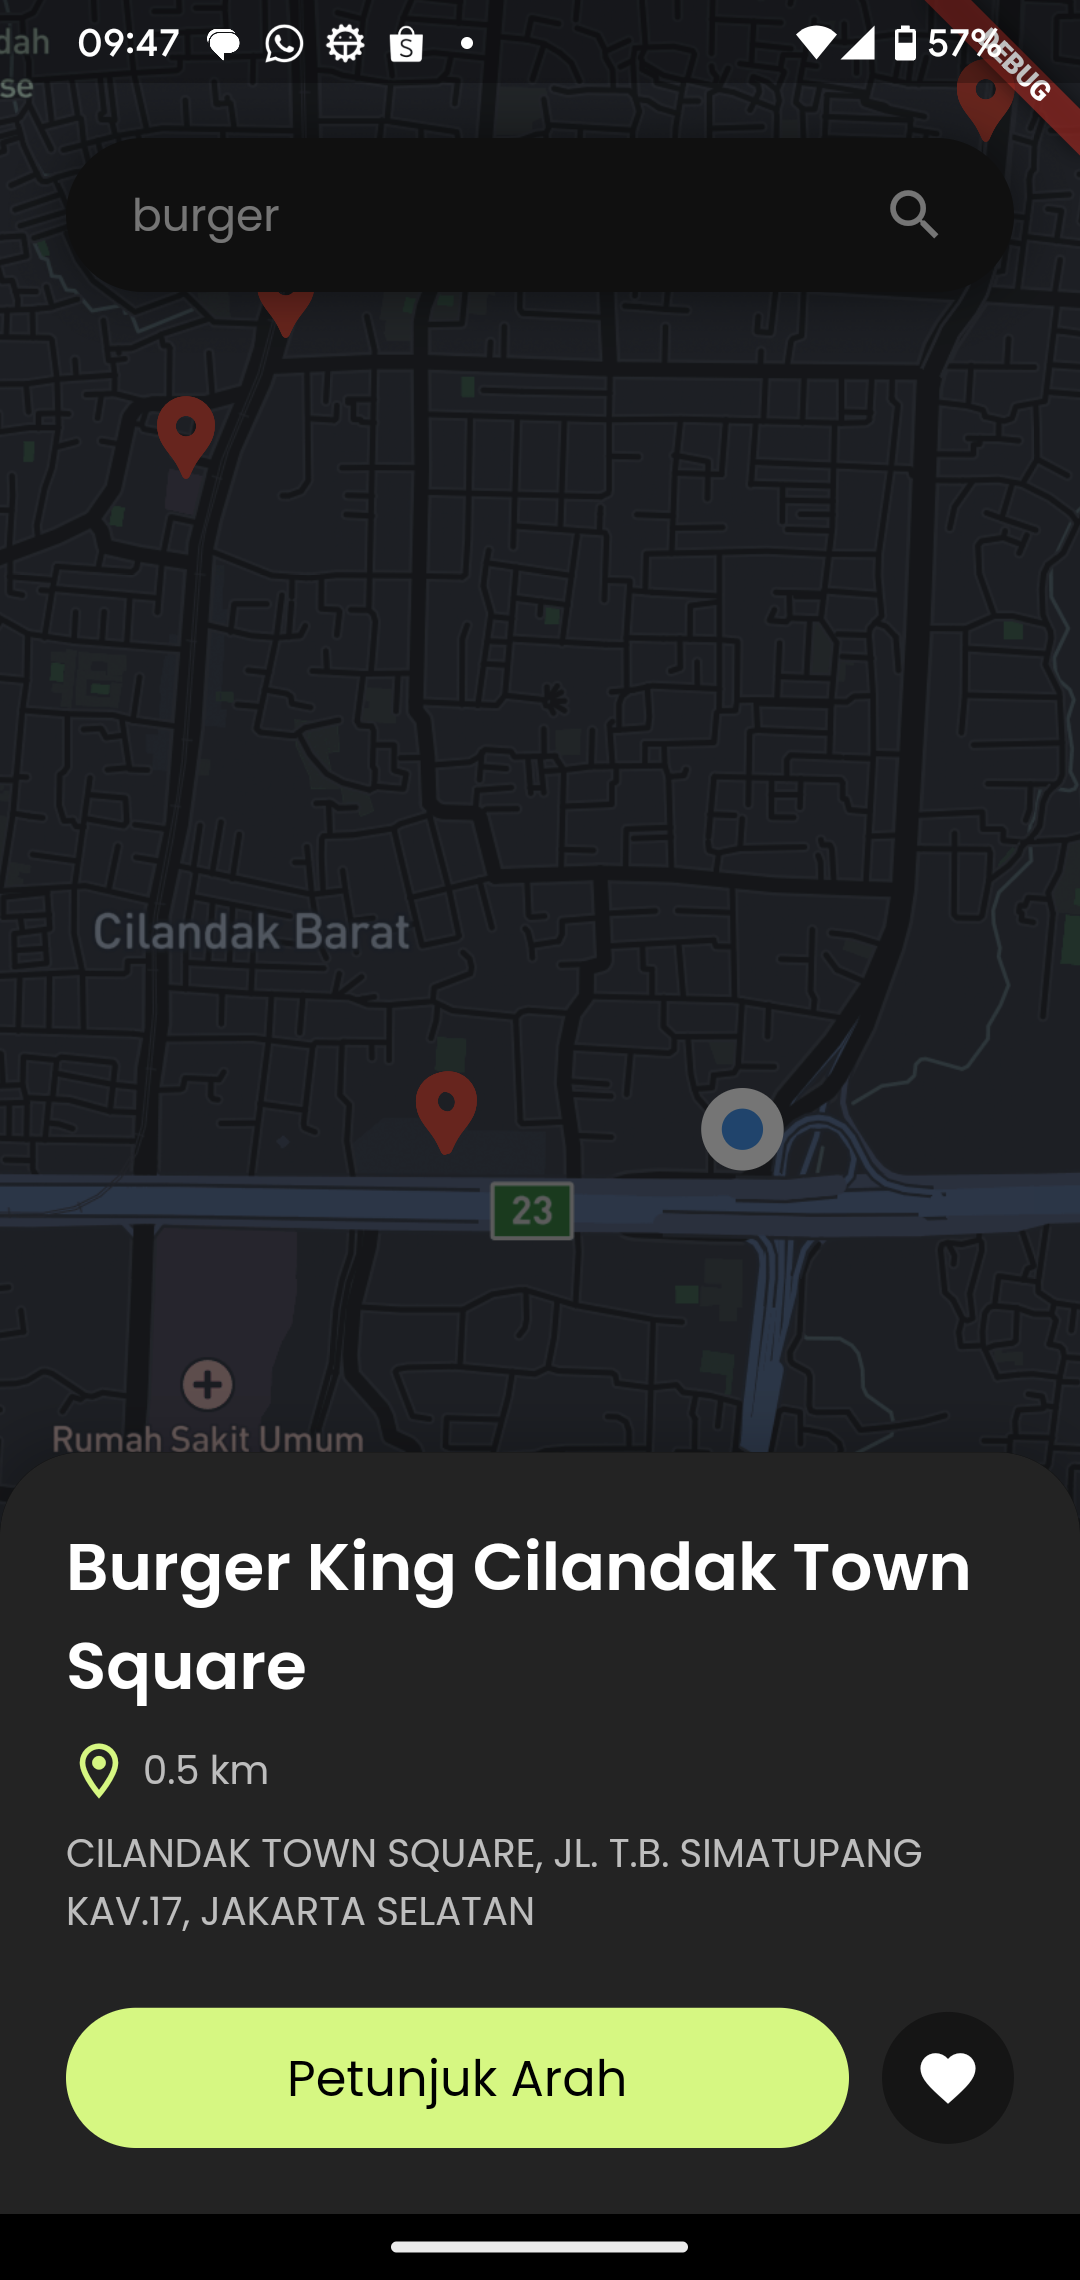 dah
se
09:47
S
57%
DEBUG
burger
Cilandak Barat
23
Rumah Sakit Umum
Burger King Cilandak Town
Square
0.5 km
CILANDAK TOWN SQUARE, JL. T.B. SIMATUPANG
KAV.17, JAKARTA SELATAN
Petunjuk Arah